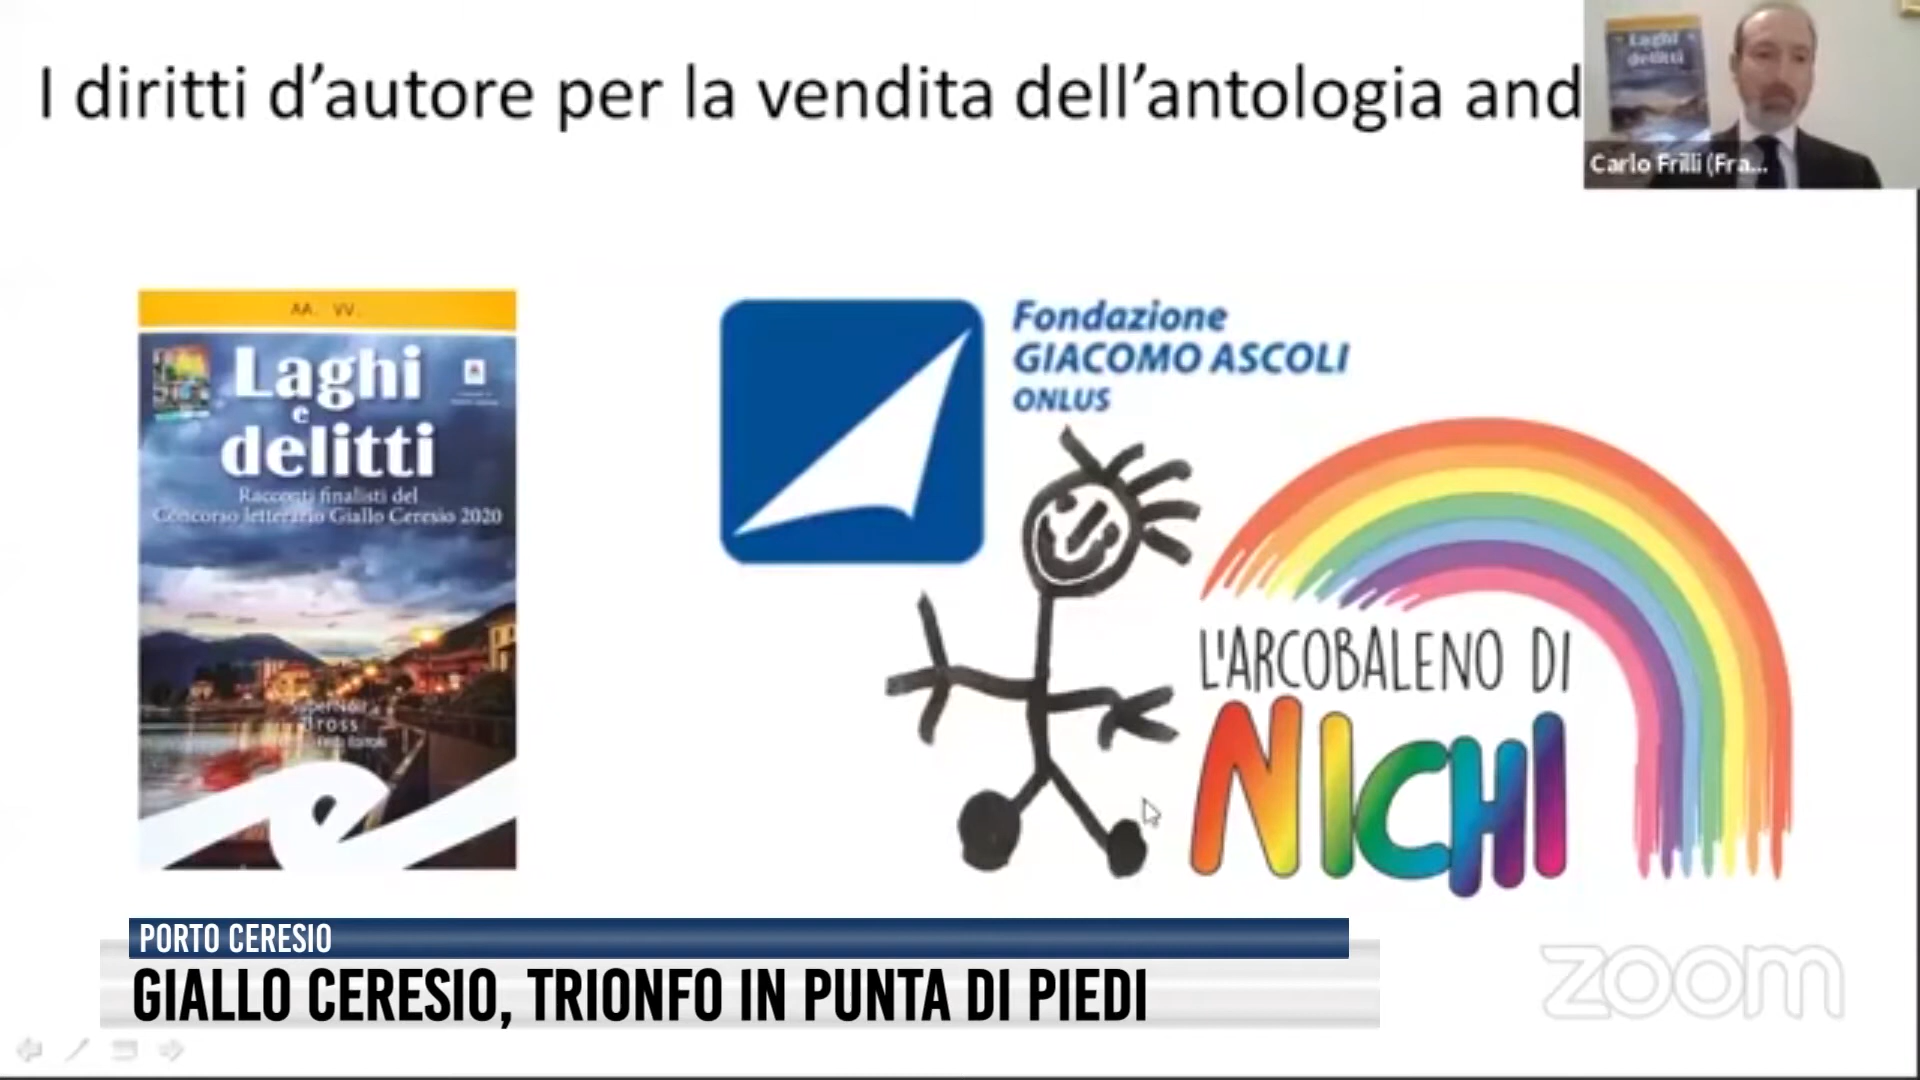 I diritti d’autore per la vendita dell’antologia and
Laghi
delitti
Carlo Frilli (Fra...
AA. VV.
Laghi
e
delitti
Racconti finalisti del
Concorso letterario Giallo Ceresio 2020
SuperNoir
Bross
Fondazione
GIACOMO ASCOLI
ONLUS
L'ARCOBALENO DI
NICHI
PORTO CERESIO
GIALLO CERESIO, TRIONFO IN PUNTA DI PIEDI
zoom